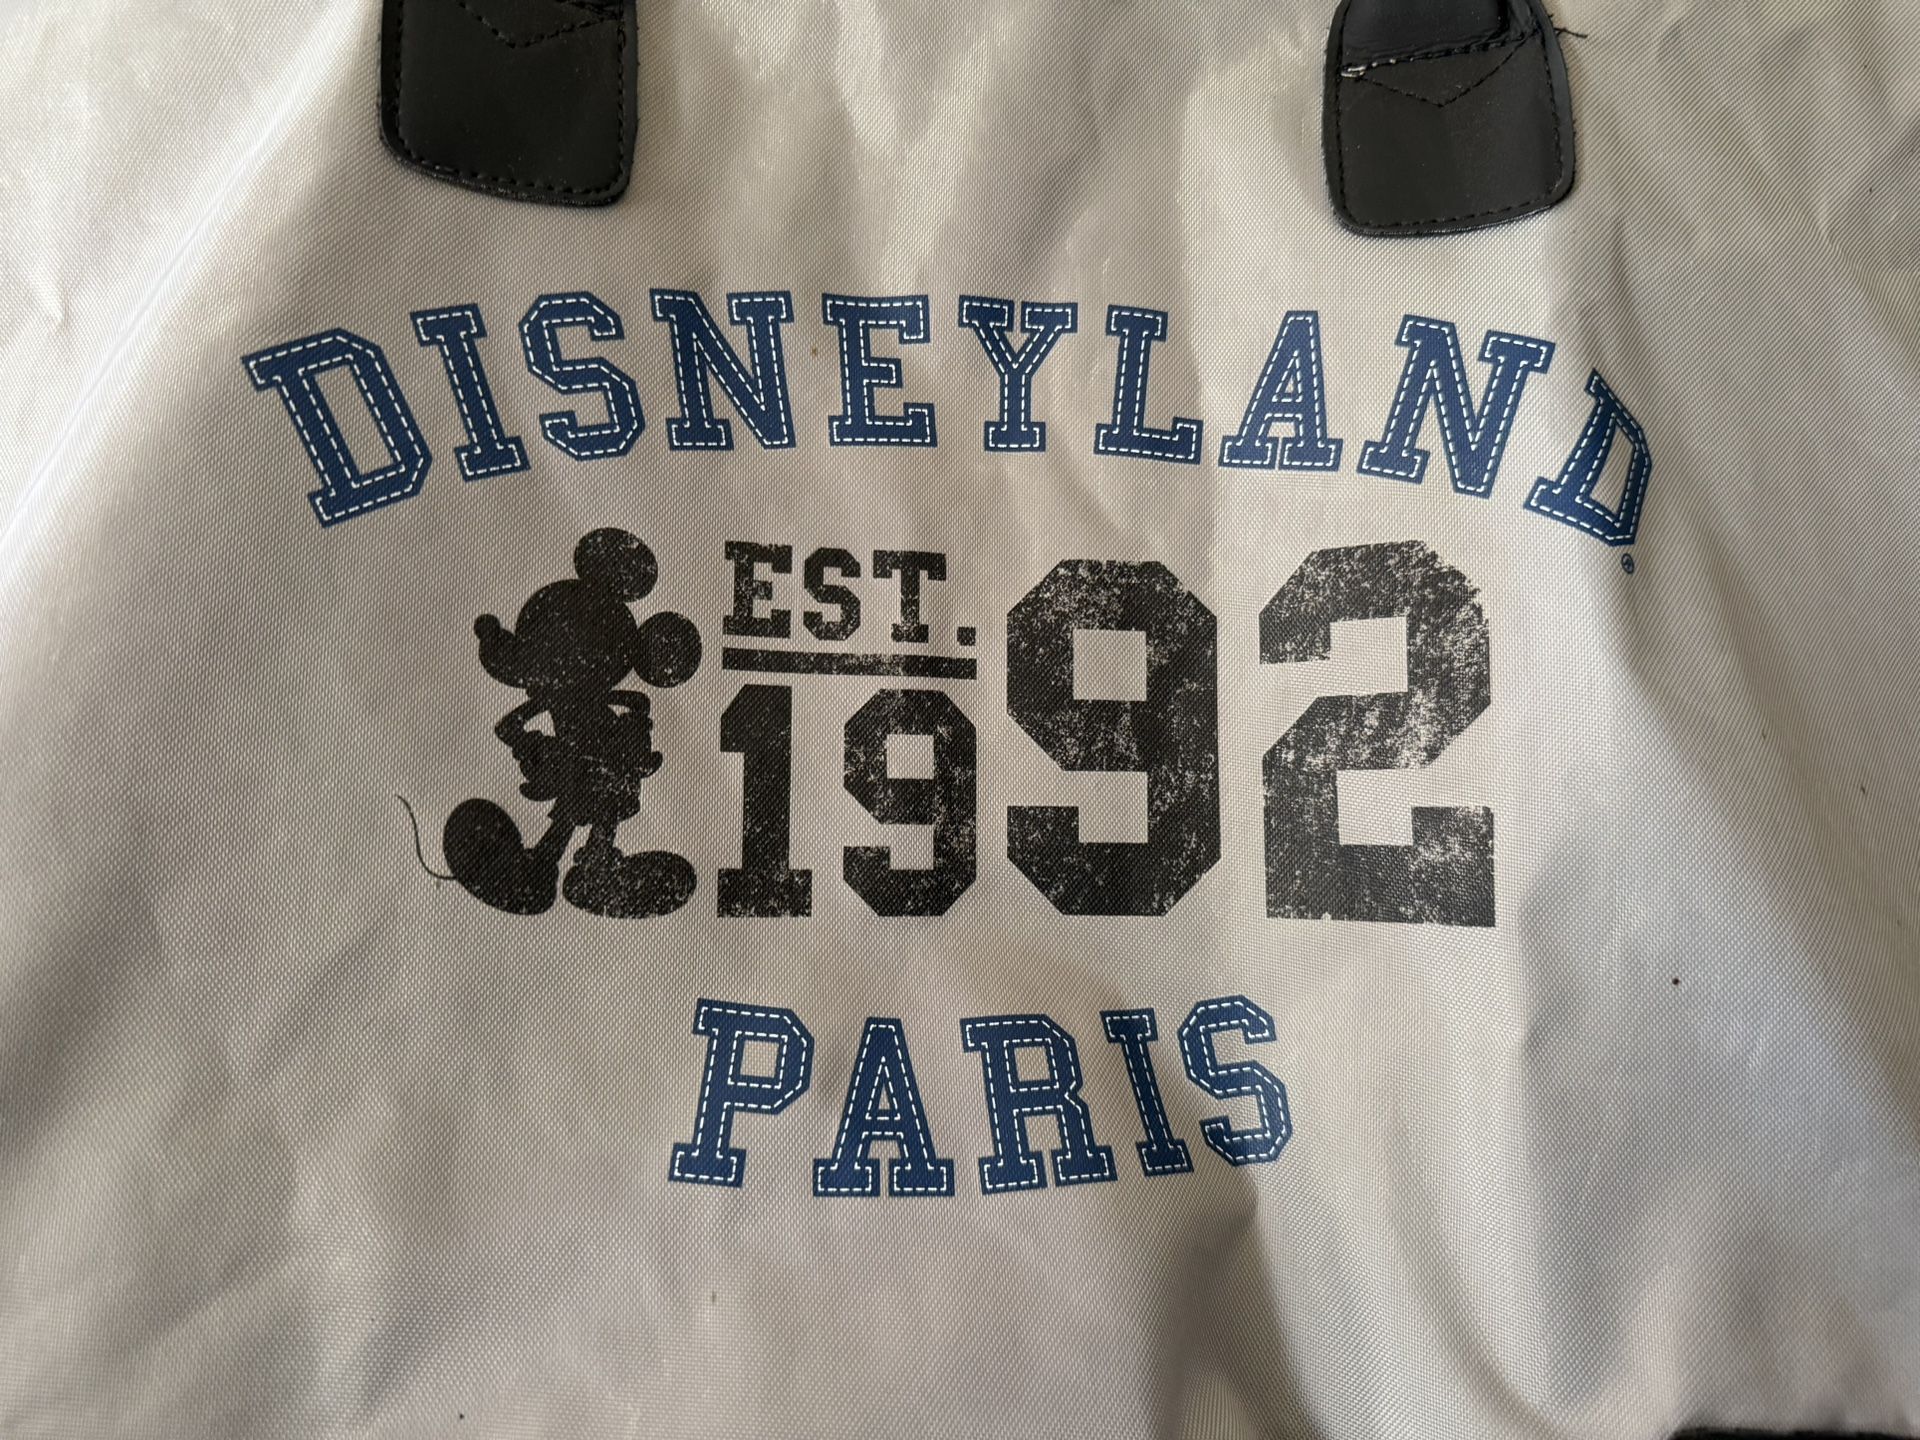 DISNEYLAND®
EST.
1992
PARIS